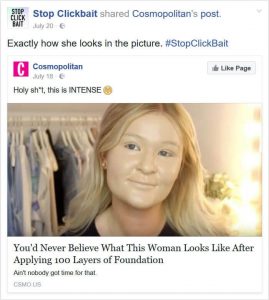 STOP
CLICK
BAIT
Stop Clickbait shared Cosmopolitan's post.
July 20
Exactly how she looks in the picture. #StopClickBait
C
Cosmopolitan
July 18
Like Page
Holy sh*t, this is INTENSE
You'd Never Believe What This Woman Looks Like After
Applying 100 Layers of Foundation
Ain't nobody got time for that.
CSMO.US